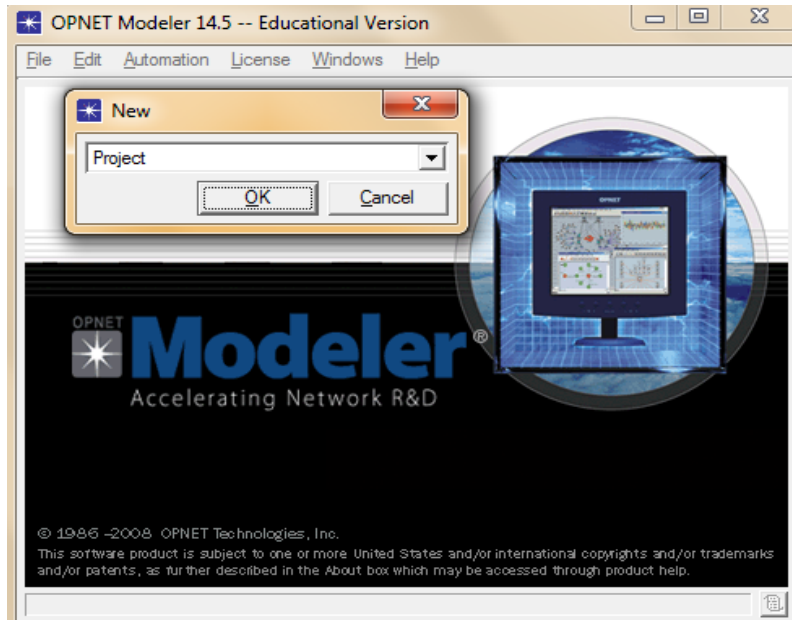 OPNET Modeler 14.5 -- Educational Version
File Edit Automation License Windows Help
New
Project
OK Cancel
OPNET
OPNET
Modeler®
Accelerating Network R&D
© 1986 –2008 OPNET Technologies, Inc.
This software product is subject to one or more United States and/or international copyrights and/or trademarks
and/or patents, as further described in the About box which may be accessed through product help.